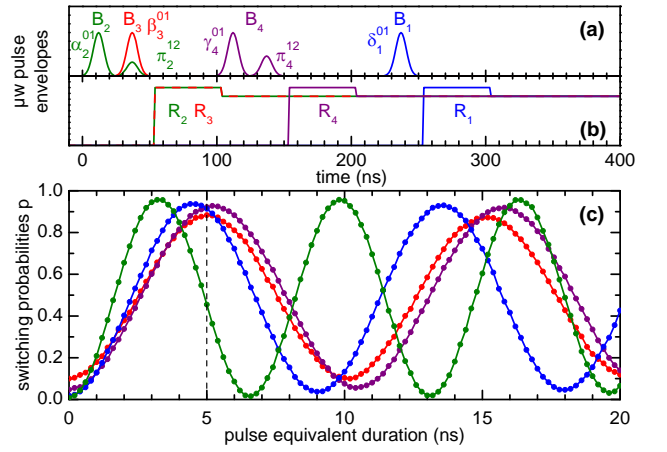 B₂ B₃ B₄ B₁ (a)
α₂⁰¹ β₃⁰¹ γ₄⁰¹ δ₁⁰¹
π₂¹² π₄¹²
µw pulse
envelopes
R₂ R₃ R₄ R₁ (b)
0 100 200 300 400
time (ns)
(c)
1.0
0.8
0.6
0.4
0.2
0.0
switching probabilities p
0 5 10 15 20
pulse equivalent duration (ns)